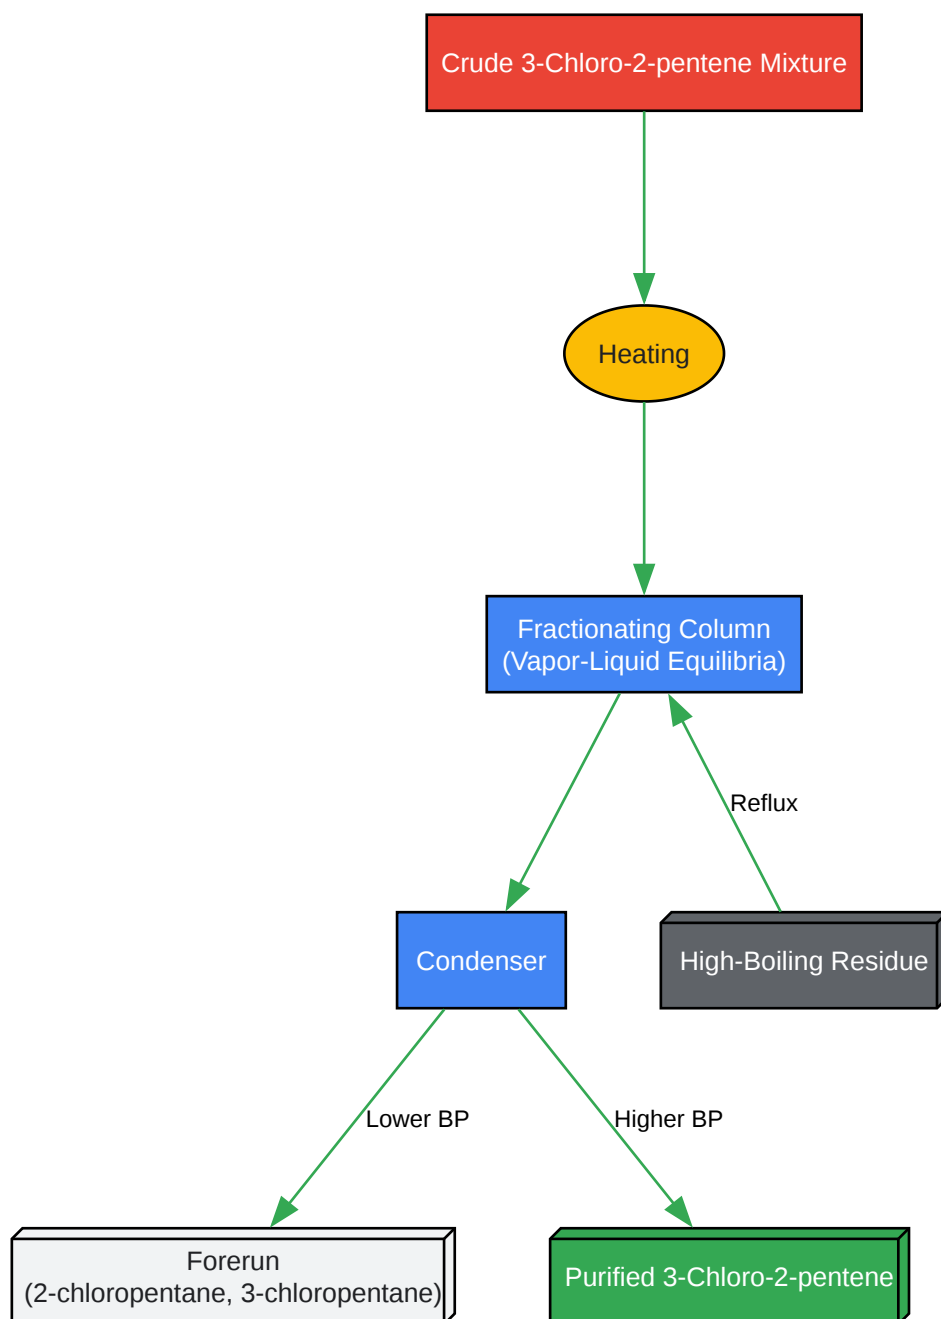 Crude 3-Chloro-2-pentene Mixture
Heating
Fractionating Column
(Vapor-Liquid Equilibria)
Reflux
Condenser
High-Boiling Residue
Lower BP
Higher BP
Forerun
(2-chloropentane, 3-chloropentane)
Purified 3-Chloro-2-pentene